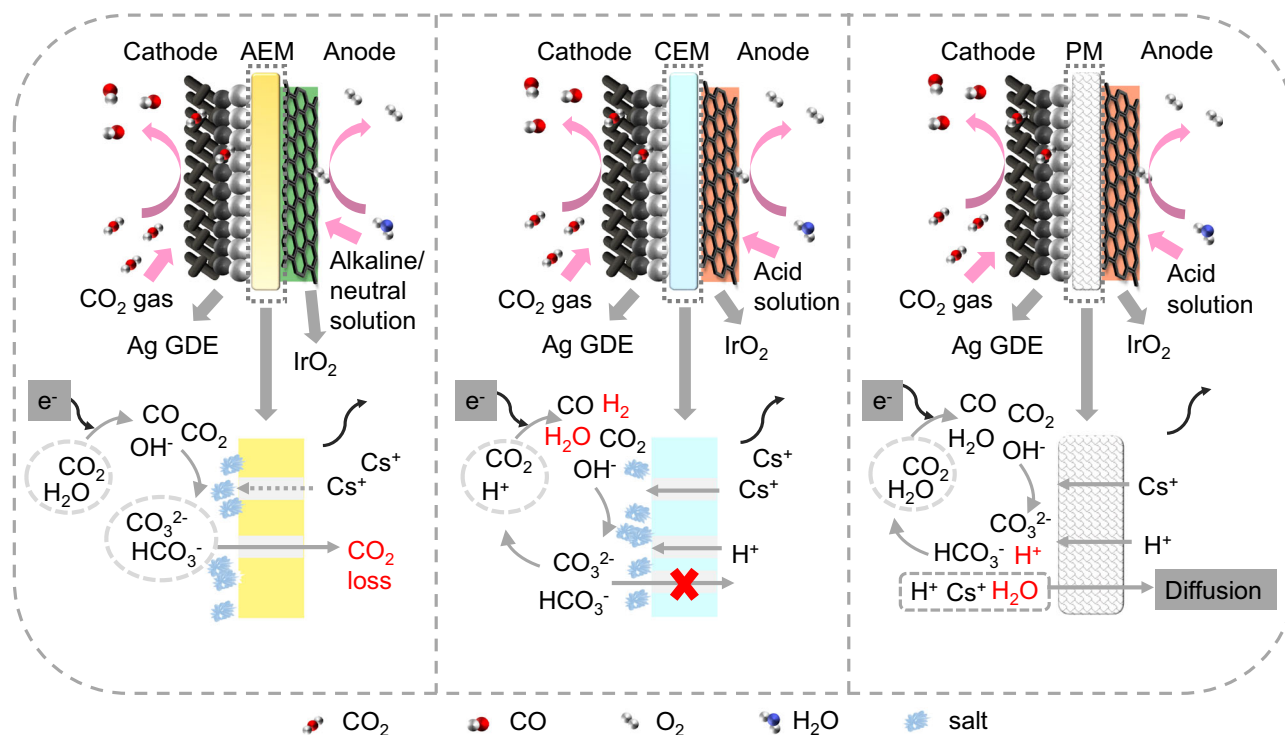 Cathode AEM Anode
CO₂ gas
Alkaline/
neutral
solution
Ag GDE
IrO₂
e⁻
CO
CO₂
OH⁻
CO₂
H₂O
Cs⁺
Cs⁺
CO₃²⁻
HCO₃⁻
CO₂
loss
Cathode CEM Anode
CO₂ gas
Acid
solution
Ag GDE
IrO₂
e⁻
CO H₂
H₂O CO₂
OH⁻
CO₂
H⁺
Cs⁺
Cs⁺
H⁺
CO₃²⁻
HCO₃⁻
Cathode PM Anode
CO₂ gas
Acid
solution
Ag GDE
IrO₂
e⁻
CO CO₂
H₂O
OH⁻
CO₂
H₂O
Cs⁺
CO₃²⁻
H⁺
HCO₃⁻ H⁺
H⁺ Cs⁺ H₂O
Diffusion
CO₂ CO O₂ H₂O salt